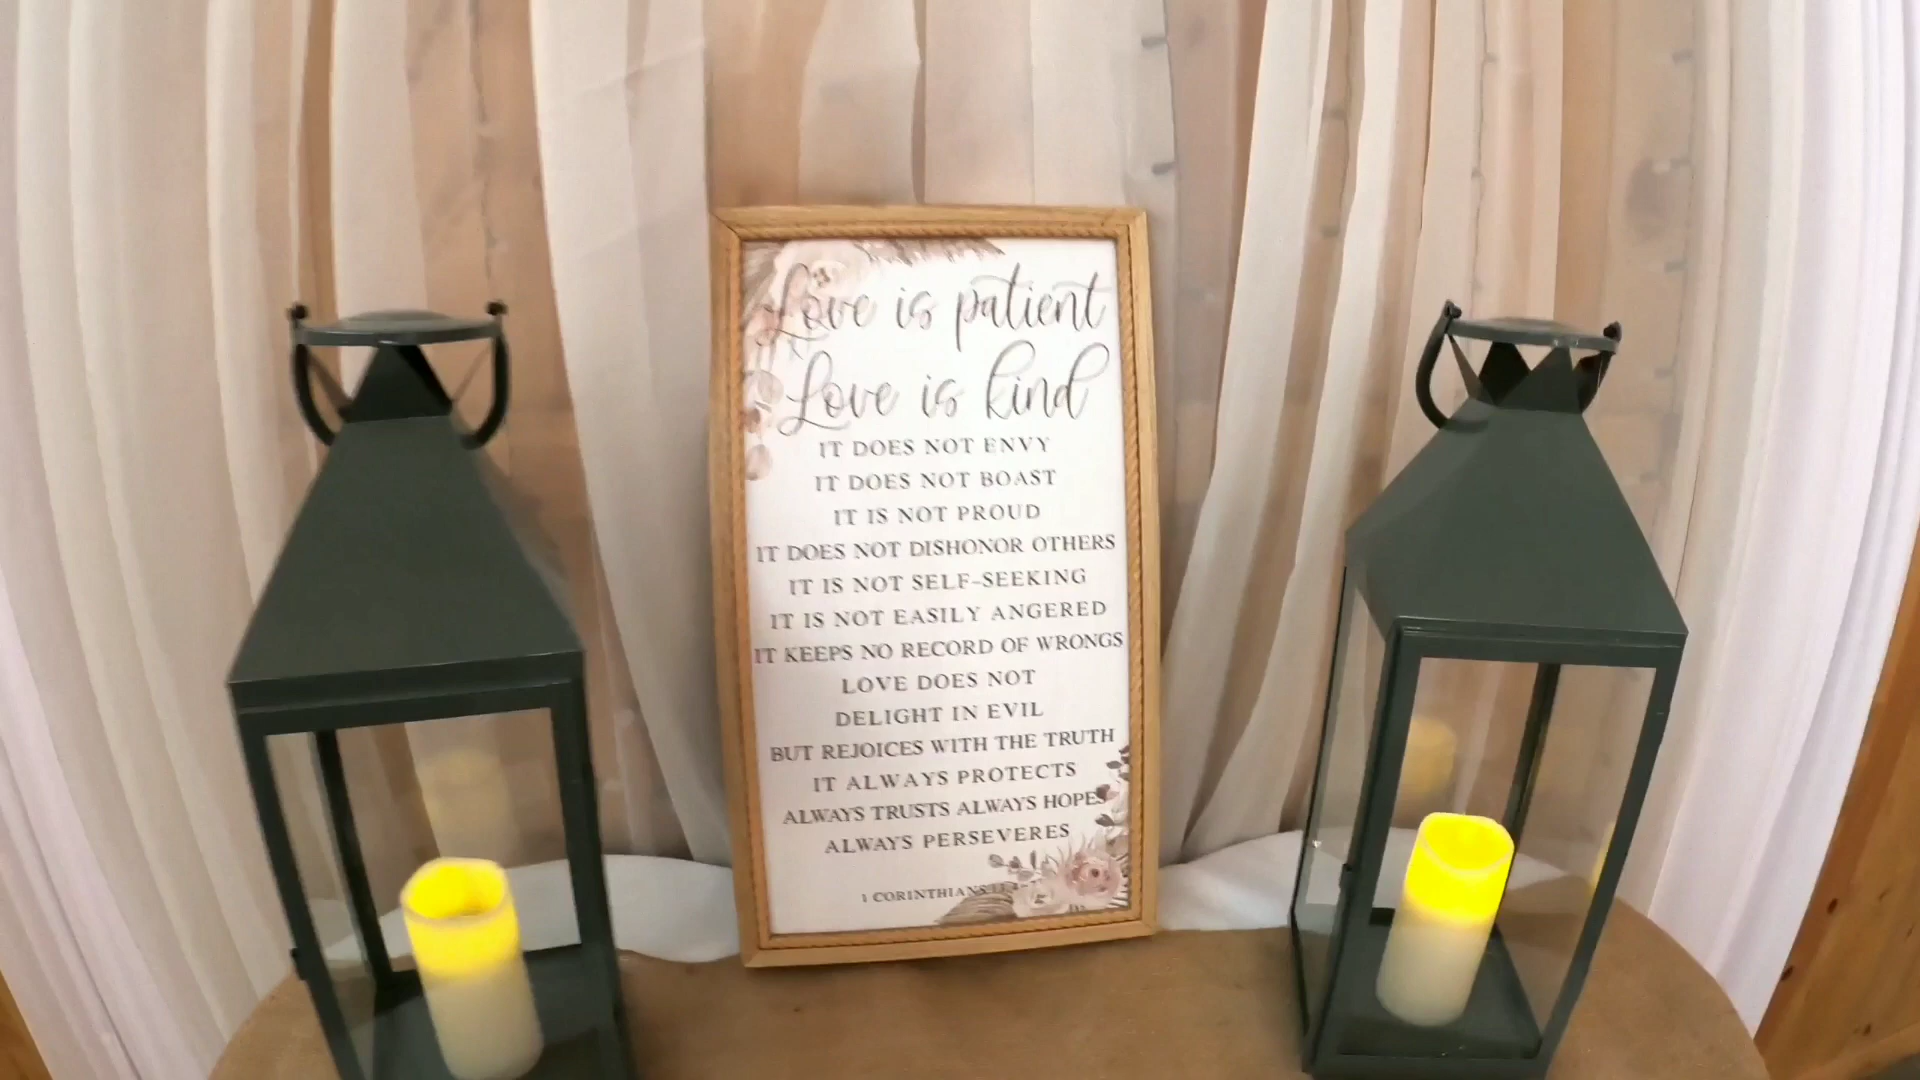 Love is patient
Love is kind
IT DOES NOT ENVY
IT DOES NOT BOAST
IT IS NOT PROUD
IT DOES NOT DISHONOR OTHERS
IT IS NOT SELF-SEEKING
IT IS NOT EASILY ANGERED
IT KEEPS NO RECORD OF WRONGS
LOVE DOES NOT
DELIGHT IN EVIL
BUT REJOICES WITH THE TRUTH
IT ALWAYS PROTECTS
ALWAYS TRUSTS ALWAYS HOPES
ALWAYS PERSEVERES
1 CORINTHIANS